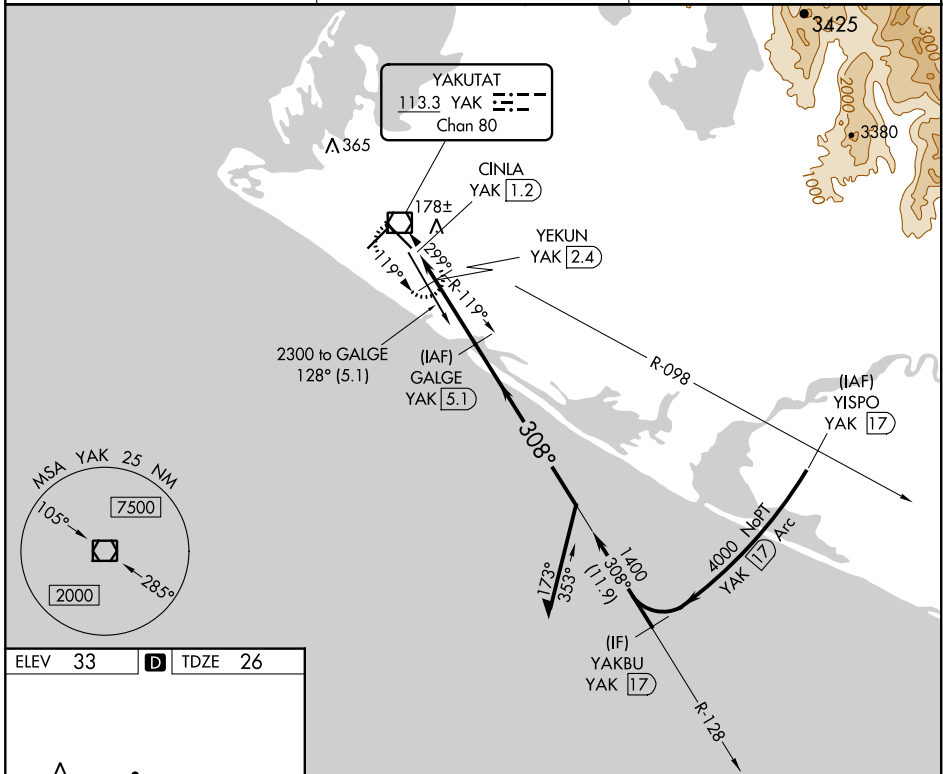 3425
3000
2000
3380
1000
YAKUTAT
113.3 YAK
Chan 80
365
CINLA
YAK 1.2
178±
YEKUN
YAK 2.4
299°
119°
R-119°
2300 to GALGE
128° (5.1)
(IAF)
GALGE
YAK 5.1
R-098
(IAF)
YISPO
YAK 17
308°
MSA YAK 25 NM
105°
7500
285°
2000
4000 NoPT
YAK 17 Arc
1400
308°
(11.9)
173°
353°
(IF)
YAKBU
YAK 17
R-128
ELEV 33 D TDZE 26